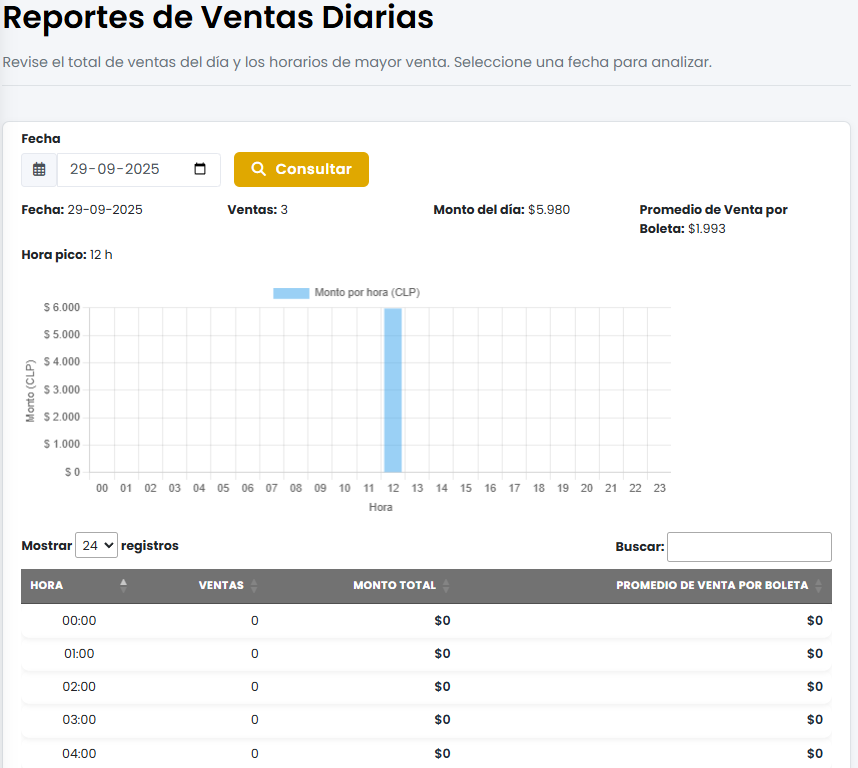 Reportes de Ventas Diarias
Revise el total de ventas del día y los horarios de mayor venta. Seleccione una fecha para analizar.
Fecha
29-09-2025 Consultar
Fecha: 29-09-2025 Ventas: 3 Monto del día: $5.980 Promedio de Venta por
Boleta: $1.993
Hora pico: 12 h
Monto por hora (CLP)
$ 6.000
$ 5.000
$ 4.000
$ 3.000
$ 2.000
$ 1.000
$ 0
Monto (CLP)
00 01 02 03 04 05 06 07 08 09 10 11 12 13 14 15 16 17 18 19 20 21 22 23
Hora
Mostrar 24 registros Buscar:
HORA VENTAS MONTO TOTAL PROMEDIO DE VENTA POR BOLETA
00:00 0 $0 $0
01:00 0 $0 $0
02:00 0 $0 $0
03:00 0 $0 $0
04:00 0 $0 $0